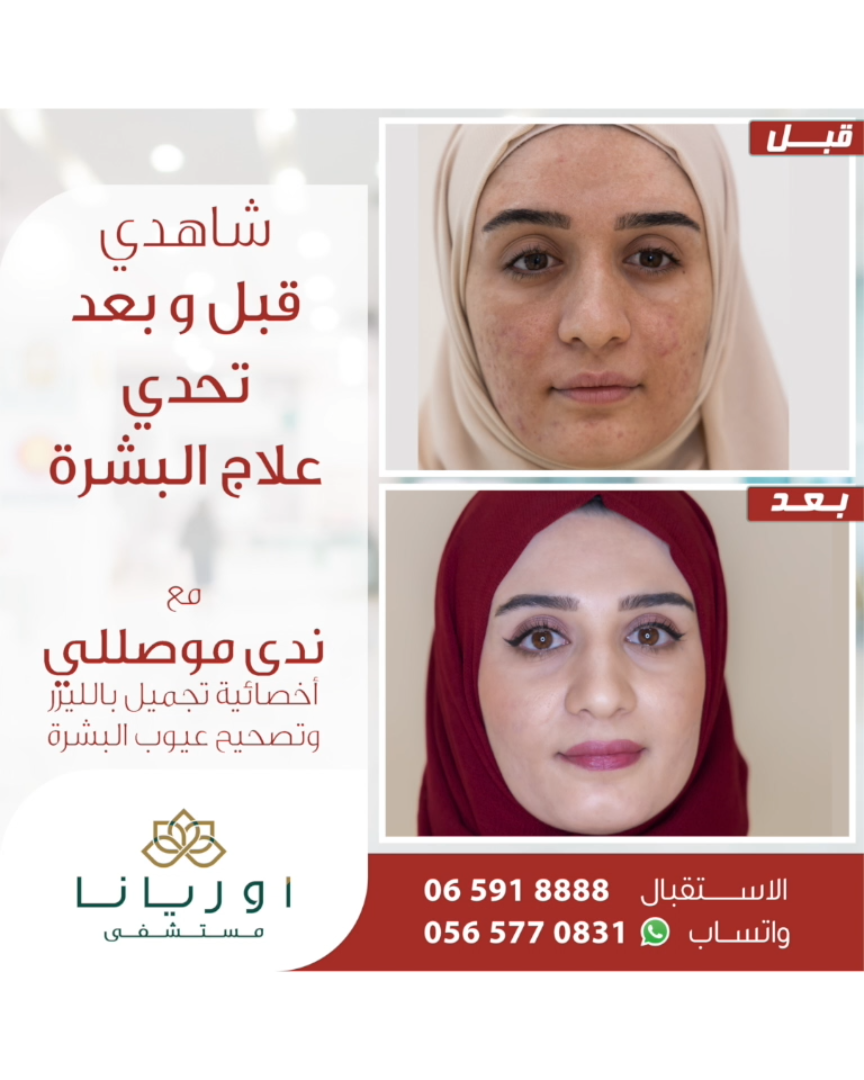 شاهدي
قبل و بعد
تحدي
علاج البشرة
مع
ندى موصللي
أخصائية تجميل بالليزر
وتصحيح عيوب البشرة
اوريانا
مستشفى
قبل
بعد
الاستقبال 06 591 8888
واتساب 056 577 0831